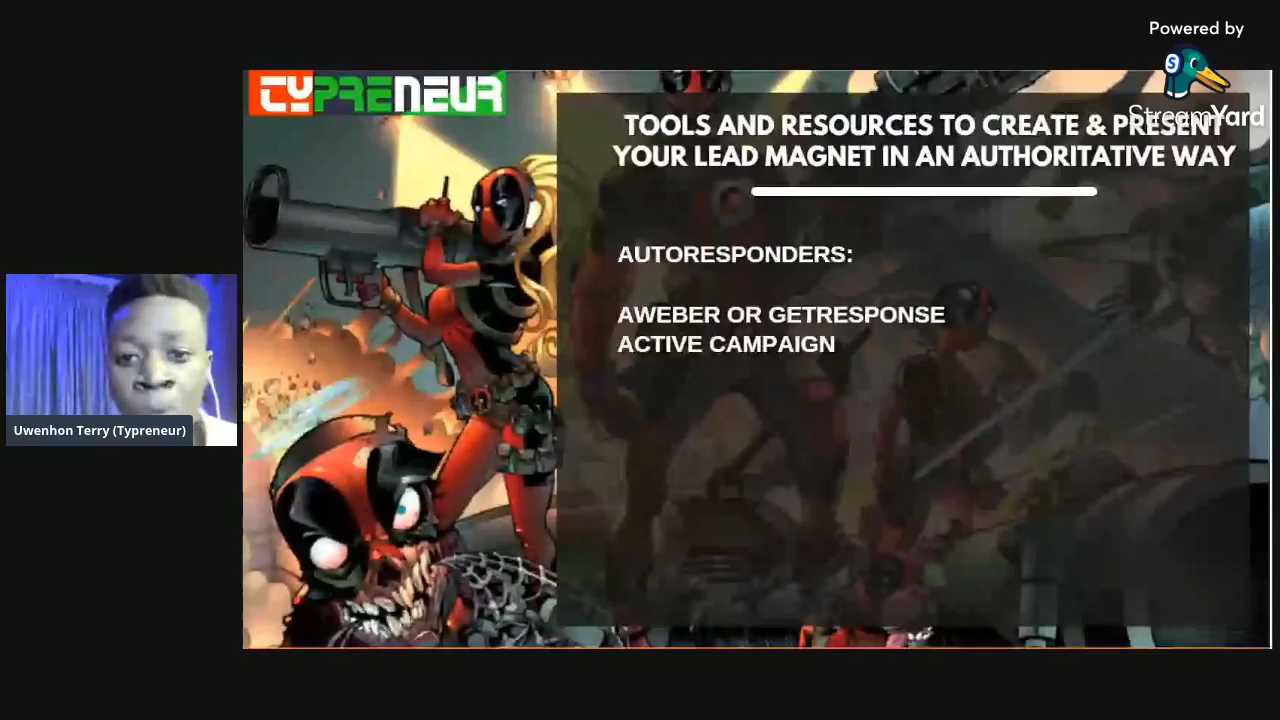 Powered by
S
StreamYard
TYPRENEUR
TOOLS AND RESOURCES TO CREATE & PRESENT
YOUR LEAD MAGNET IN AN AUTHORITATIVE WAY
AUTORESPONDERS:
AWEBER OR GETRESPONSE
ACTIVE CAMPAIGN
Uwenhon Terry (Typreneur)